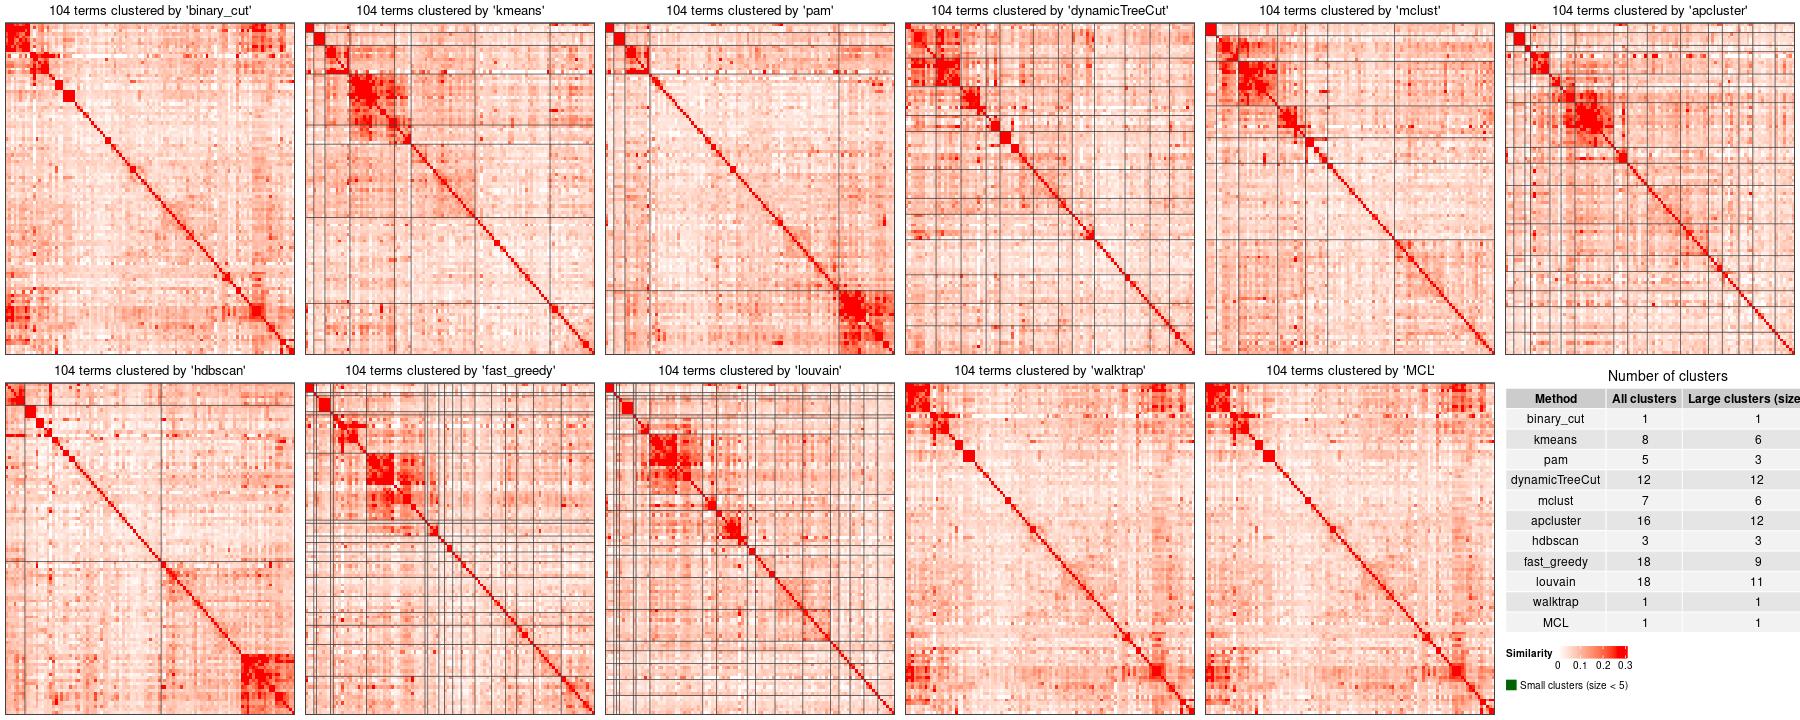 104 terms clustered by 'binary_cut'
104 terms clustered by 'kmeans'
104 terms clustered by 'pam'
104 terms clustered by 'dynamicTreeCut'
104 terms clustered by 'mclust'
104 terms clustered by 'apcluster'
104 terms clustered by 'hdbscan'
104 terms clustered by 'fast_greedy'
104 terms clustered by 'louvain'
104 terms clustered by 'walktrap'
104 terms clustered by 'MCL'
Number of clusters
Method All clusters Large clusters (size
binary_cut 1 1
kmeans 8 6
pam 5 3
dynamicTreeCut 12 12
mclust 7 6
apcluster 16 12
hdbscan 3 3
fast_greedy 18 9
louvain 18 11
walktrap 1 1
MCL 1 1
Similarity
0 0.1 0.2 0.3
Small clusters (size < 5)